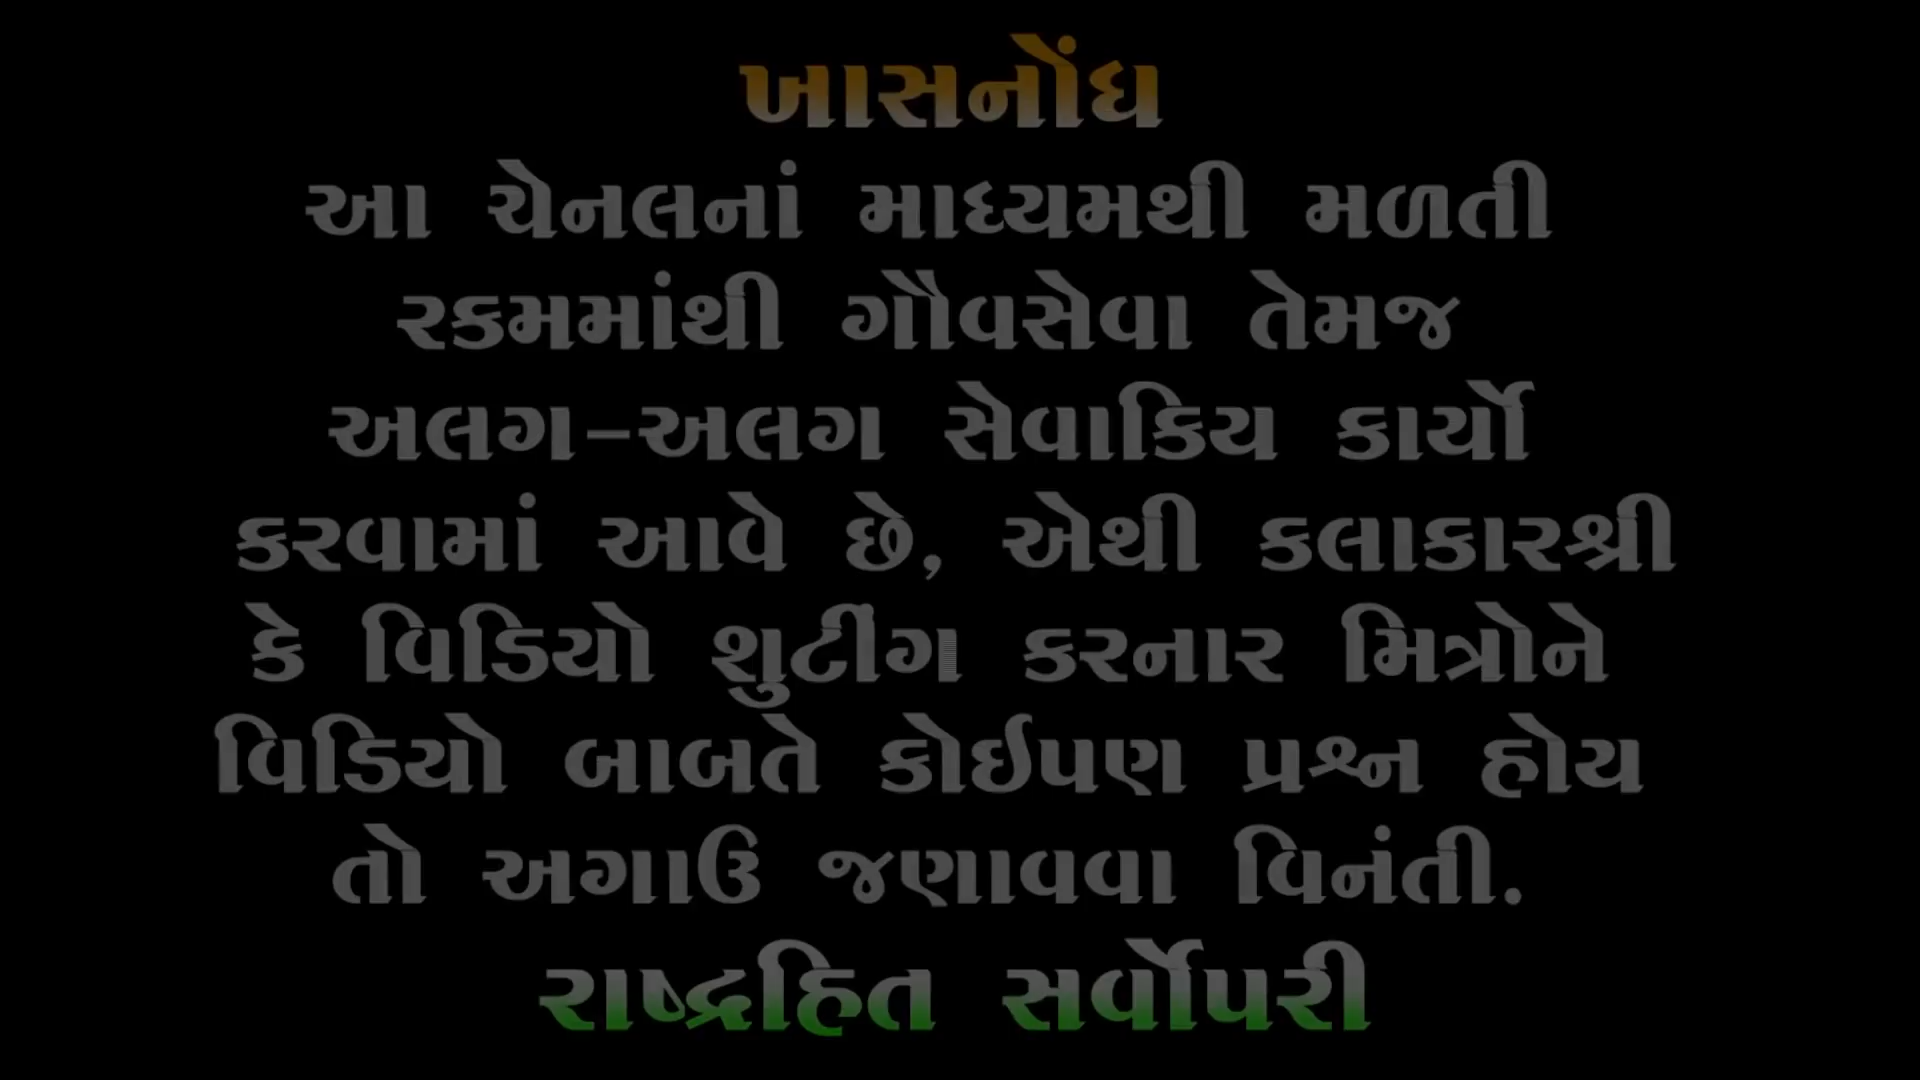 ખાસનોંધ
આ ચેનલનાં માધ્યમથી મળતી
રકમમાંથી ગૌવસેવા તેમજ
અલગ-અલગ સેવાકિય કાર્યો
કરવામાં આવે છે, એથી કલાકારશ્રી
કે વિડિયો શુટીંગ કરનાર મિત્રોને
વિડિયો બાબતે કોઈપણ પ્રશ્ન હોય
તો અગાઉ જણાવવા વિનંતી.
રાષ્ટ્રહિત સર્વોપરી